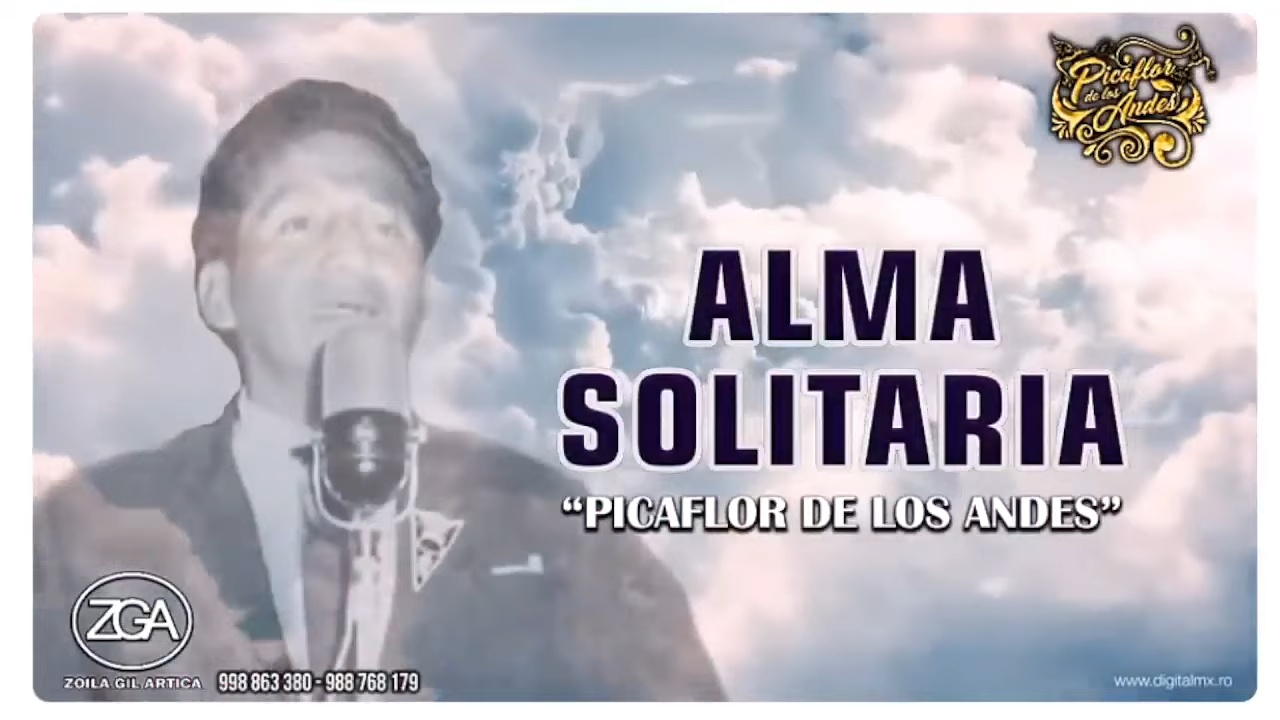 Picaflor
de los
Andes
ALMA
SOLITARIA
“PICAFLOR DE LOS ANDES”
ZGA
ZOILA GIL ARTICA 998 863 380 - 988 768 179
www.digitalmx.ro